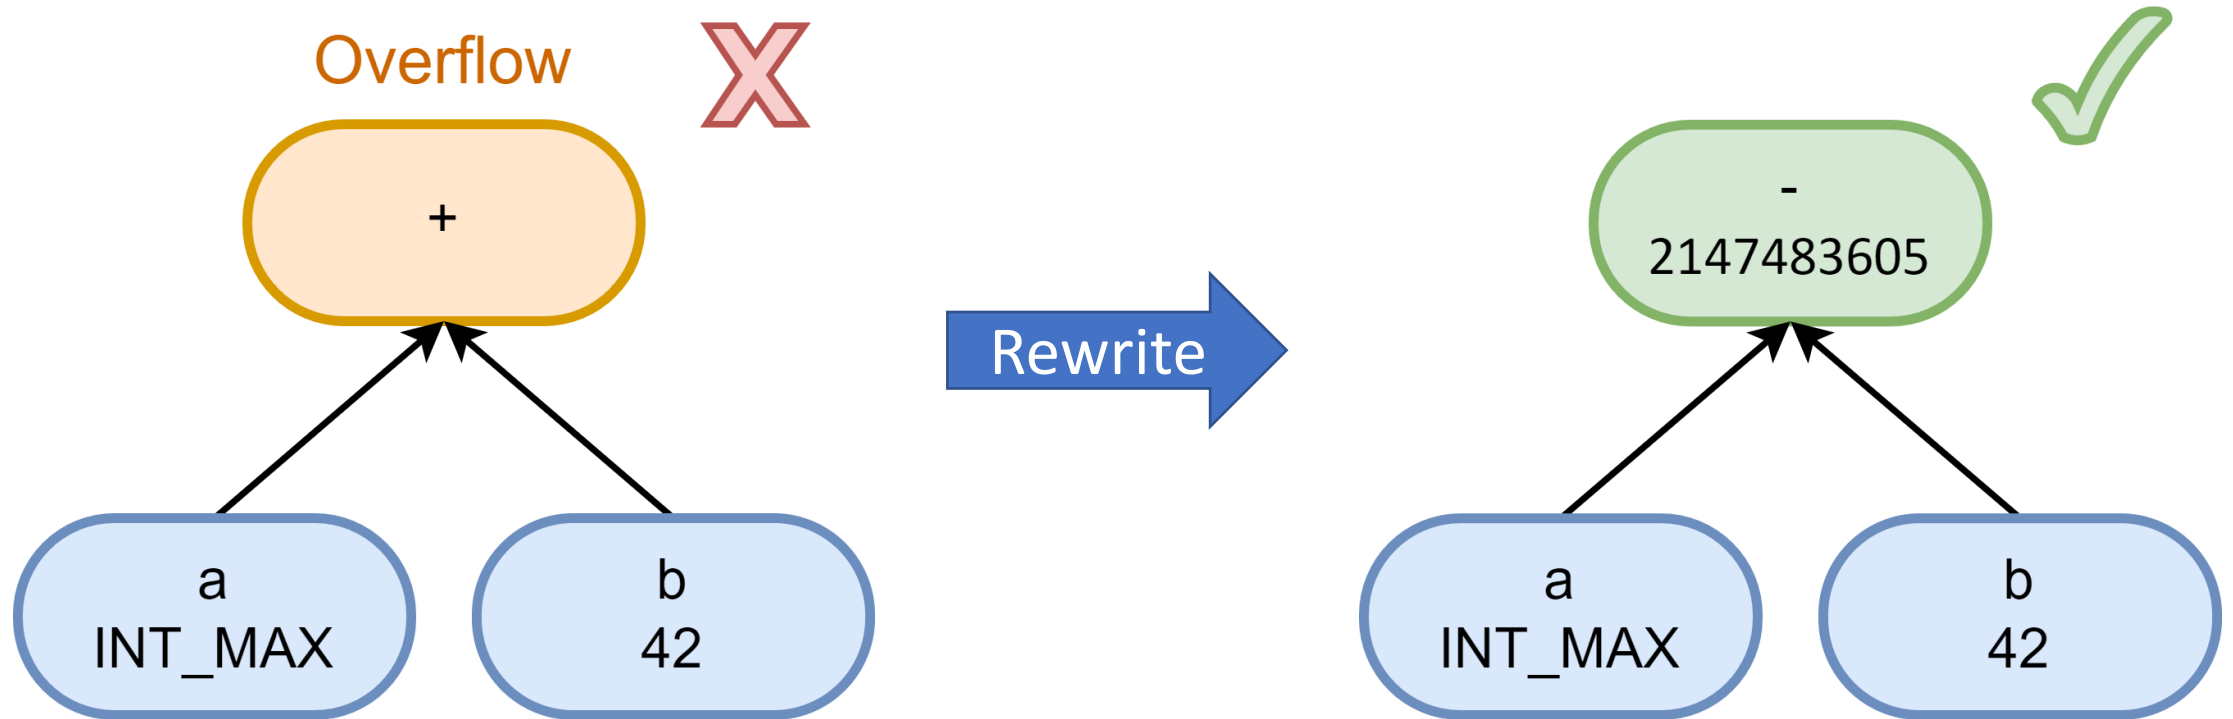 Overflow
X
+
a
INT_MAX
b
42
Rewrite
-
2147483605
a
INT_MAX
b
42